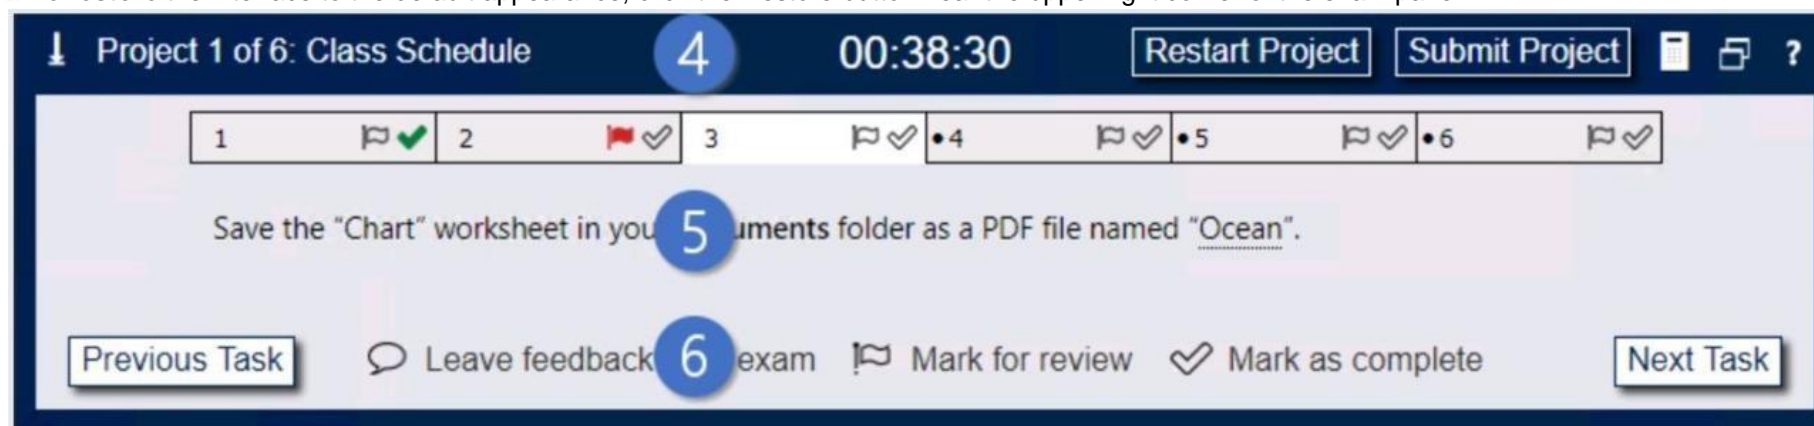 Project 1 of 6: Class Schedule 4 00:38:30 Restart Project Submit Project ?
1 2 3 •4 •5 •6
Save the “Chart” worksheet in you 5 uments folder as a PDF file named “Ocean”.
Previous Task Leave feedback 6 exam Mark for review Mark as complete Next Task